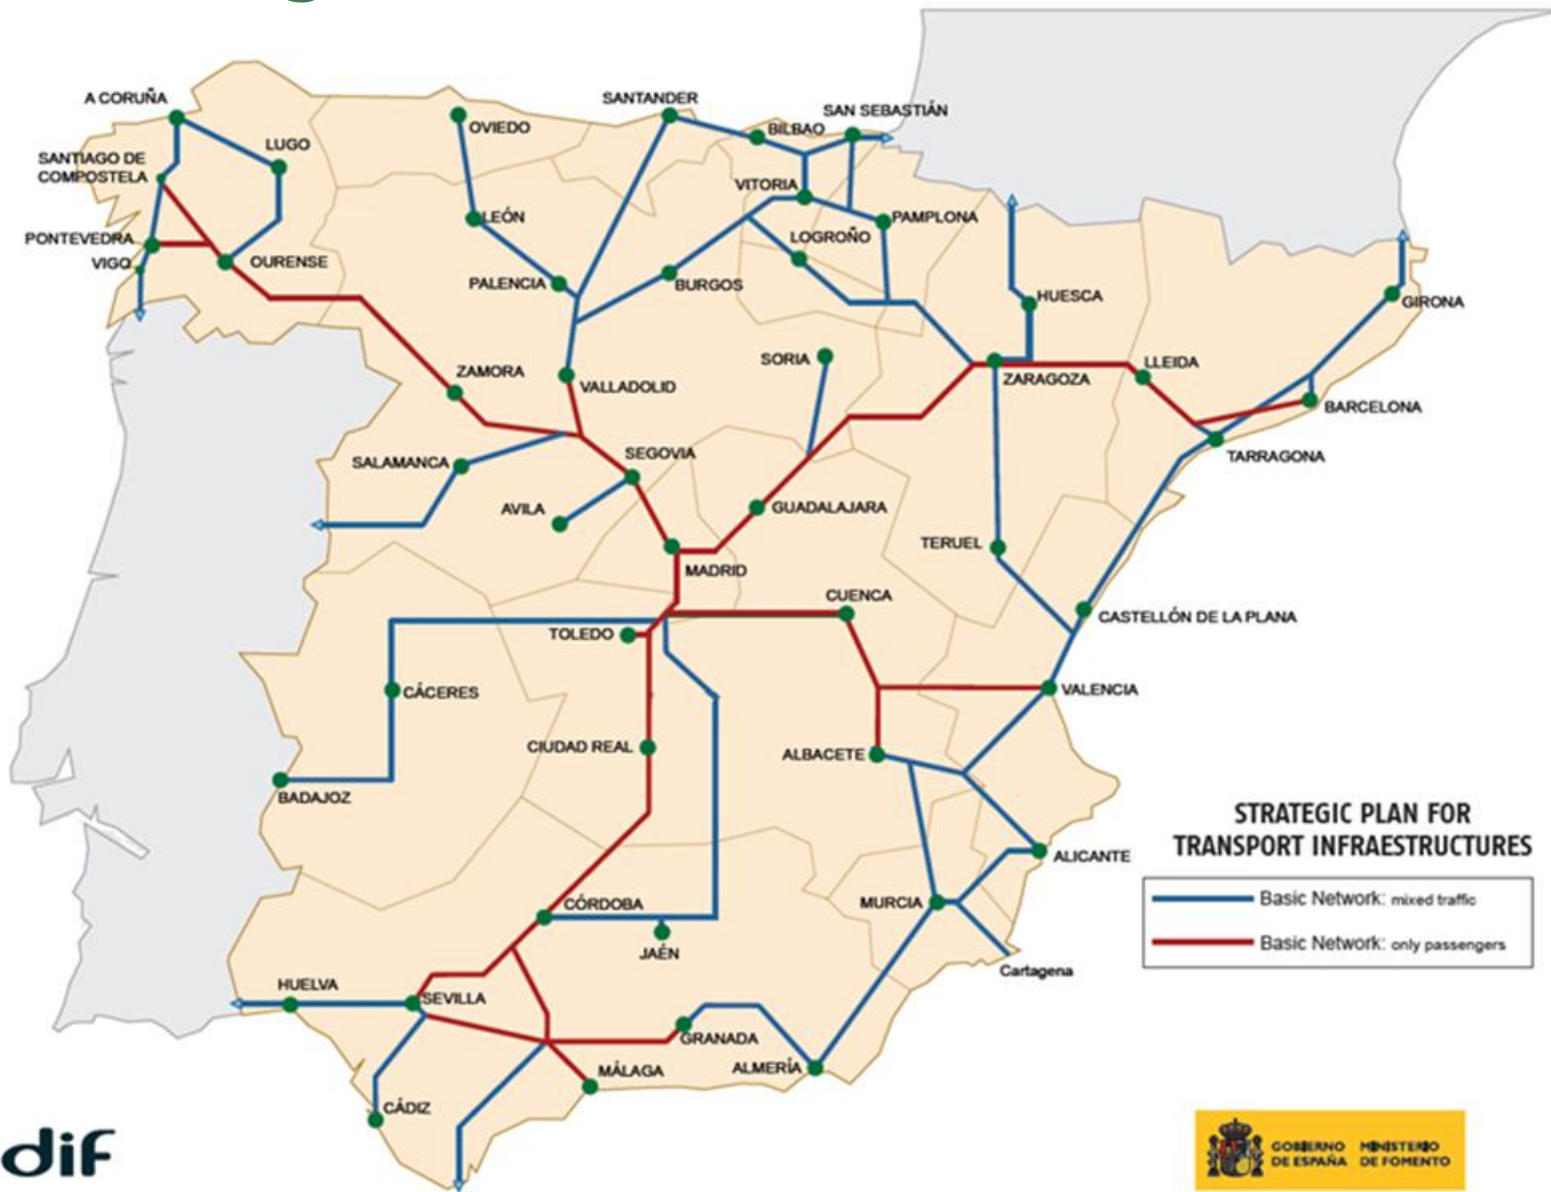 A CORUÑA
SANTANDER
SAN SEBASTIÁN
OVIEDO
BILBAO
LUGO
SANTIAGO DE
COMPOSTELA
VITORIA
LEÓN
PAMPLONA
PONTEVEDRA
LOGROÑO
VIGO
OURENSE
PALENCIA
BURGOS
HUESCA
GIRONA
SORIA
LLEIDA
ZAMORA
VALLADOLID
ZARAGOZA
BARCELONA
SEGOVIA
SALAMANCA
TARRAGONA
AVILA
GUADALAJARA
TERUEL
MADRID
CUENCA
CASTELLÓN DE LA PLANA
TOLEDO
CÁCERES
VALENCIA
CIUDAD REAL
ALBACETE
BADAJOZ
STRATEGIC PLAN FOR
TRANSPORT INFRAESTRUCTURES
ALICANTE
Basic Network: mixed traffic
CÓRDOBA
MURCIA
Basic Network: only passengers
JAÉN
Cartagena
HUELVA
SEVILLA
GRANADA
MÁLAGA
ALMERÍA
CÁDIZ
dif
GOBIERNO
DE ESPAÑA
MINISTERIO
DE FOMENTO